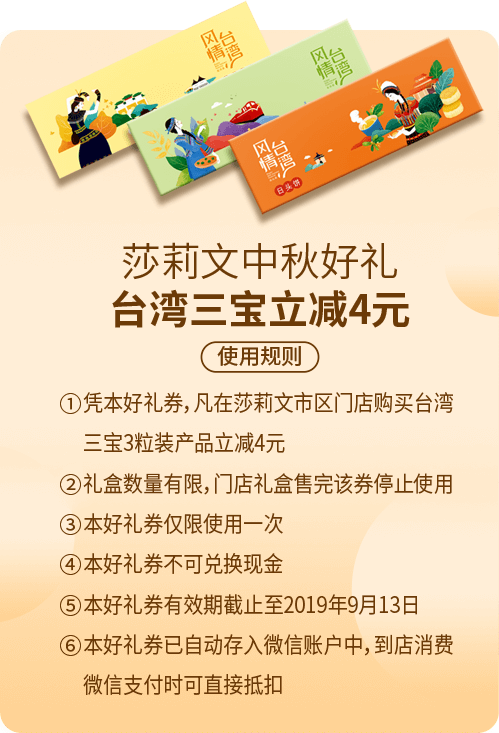 风情
台湾
风情
台湾
风情
台湾
日头饼
莎莉文中秋好礼
台湾三宝立减4元
使用规则
①凭本好礼券，凡在莎莉文市区门店购买台湾
三宝3粒装产品立减4元
②礼盒数量有限，门店礼盒售完该券停止使用
③本好礼券仅限使用一次
④本好礼券不可兑换现金
⑤本好礼券有效期截止至2019年9月13日
⑥本好礼券已自动存入微信账户中，到店消费
微信支付时可直接抵扣